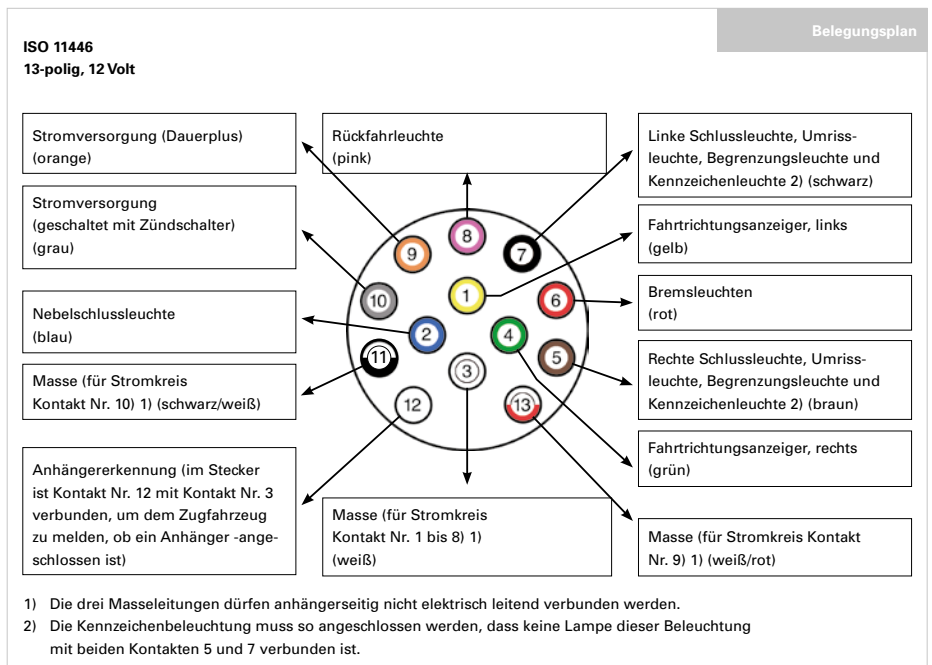 Belegungsplan
ISO 11446
13-polig, 12 Volt
Stromversorgung (Dauerplus)
(orange)
Rückfahrleuchte
(pink)
Linke Schlussleuchte, Umriss-
leuchte, Begrenzungsleuchte und
Kennzeichenleuchte 2) (schwarz)
Stromversorgung
(geschaltet mit Zündschalter)
(grau)
Fahrtrichtungsanzeiger, links
(gelb)
Nebelschlussleuchte
(blau)
Bremsleuchten
(rot)
Masse (für Stromkreis
Kontakt Nr. 10) 1) (schwarz/weiß)
Rechte Schlussleuchte, Umriss-
leuchte, Begrenzungsleuchte und
Kennzeichenleuchte 2) (braun)
Fahrtrichtungsanzeiger, rechts
(grün)
Anhängererkennung (im Stecker
ist Kontakt Nr. 12 mit Kontakt Nr. 3
verbunden, um dem Zugfahrzeug
zu melden, ob ein Anhänger -ange-
schlossen ist)
Masse (für Stromkreis
Kontakt Nr. 1 bis 8) 1)
(weiß)
Masse (für Stromkreis Kontakt
Nr. 9) 1) (weiß/rot)
8
9
7
1
10
6
2
4
11
5
3
12
13
1) Die drei Masseleitungen dürfen anhängerseitig nicht elektrisch leitend verbunden werden.
2) Die Kennzeichenbeleuchtung muss so angeschlossen werden, dass keine Lampe dieser Beleuchtung
mit beiden Kontakten 5 und 7 verbunden ist.